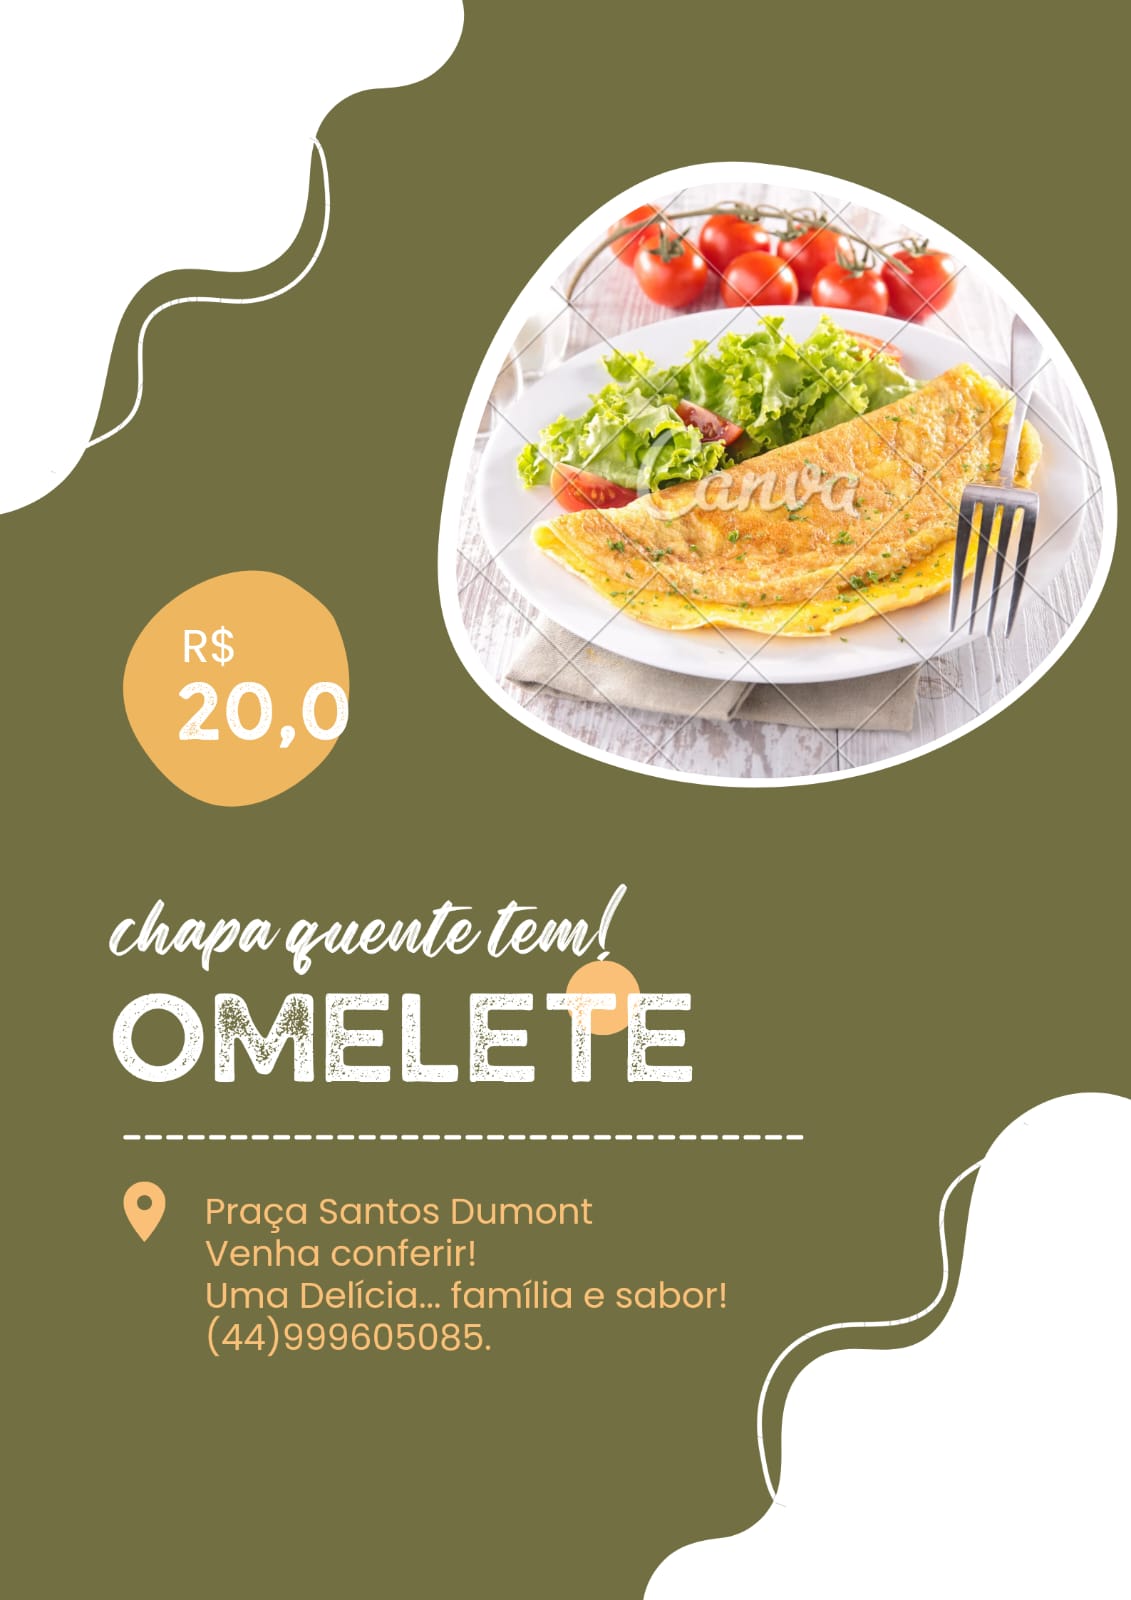 Canva
R$
20,0
chapa quente tem!
OMELETE
Praça Santos Dumont
Venha conferir!
Uma Delícia... família e sabor!
(44)999605085.